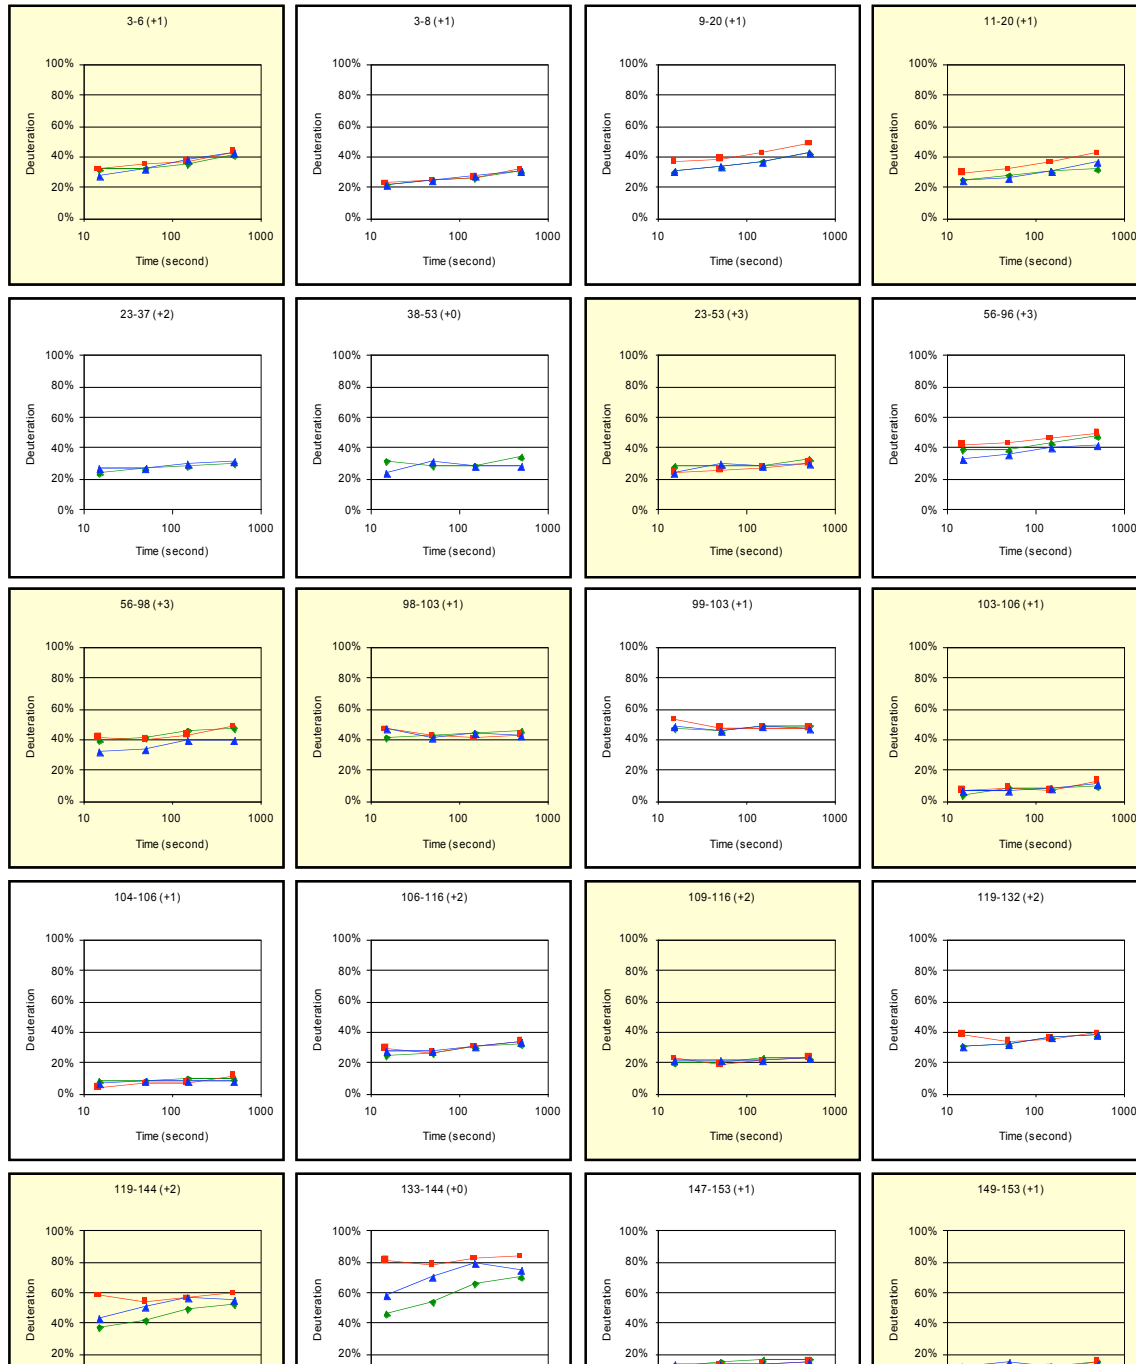 3-6 (+1)
100%
80%
60%
40%
20%
0%
10 100 1000
Deuteration
Time (second)
3-8 (+1)
100%
80%
60%
40%
20%
0%
10 100 1000
Deuteration
Time (second)
9-20 (+1)
100%
80%
60%
40%
20%
0%
10 100 1000
Deuteration
Time (second)
11-20 (+1)
100%
80%
60%
40%
20%
0%
10 100 1000
Deuteration
Time (second)
23-37 (+2)
100%
80%
60%
40%
20%
0%
10 100 1000
Deuteration
Time (second)
38-53 (+0)
100%
80%
60%
40%
20%
0%
10 100 1000
Deuteration
Time (second)
23-53 (+3)
100%
80%
60%
40%
20%
0%
10 100 1000
Deuteration
Time (second)
56-96 (+3)
100%
80%
60%
40%
20%
0%
10 100 1000
Deuteration
Time (second)
56-98 (+3)
100%
80%
60%
40%
20%
0%
10 100 1000
Deuteration
Time (second)
98-103 (+1)
100%
80%
60%
40%
20%
0%
10 100 1000
Deuteration
Time (second)
99-103 (+1)
100%
80%
60%
40%
20%
0%
10 100 1000
Deuteration
Time (second)
103-106 (+1)
100%
80%
60%
40%
20%
0%
10 100 1000
Deuteration
Time (second)
104-106 (+1)
100%
80%
60%
40%
20%
0%
10 100 1000
Deuteration
Time (second)
106-116 (+2)
100%
80%
60%
40%
20%
0%
10 100 1000
Deuteration
Time (second)
109-116 (+2)
100%
80%
60%
40%
20%
0%
10 100 1000
Deuteration
Time (second)
119-132 (+2)
100%
80%
60%
40%
20%
0%
10 100 1000
Deuteration
Time (second)
119-144 (+2)
100%
80%
60%
40%
20%
Deuteration
133-144 (+0)
100%
80%
60%
40%
20%
Deuteration
147-153 (+1)
100%
80%
60%
40%
20%
Deuteration
149-153 (+1)
100%
80%
60%
40%
20%
Deuteration